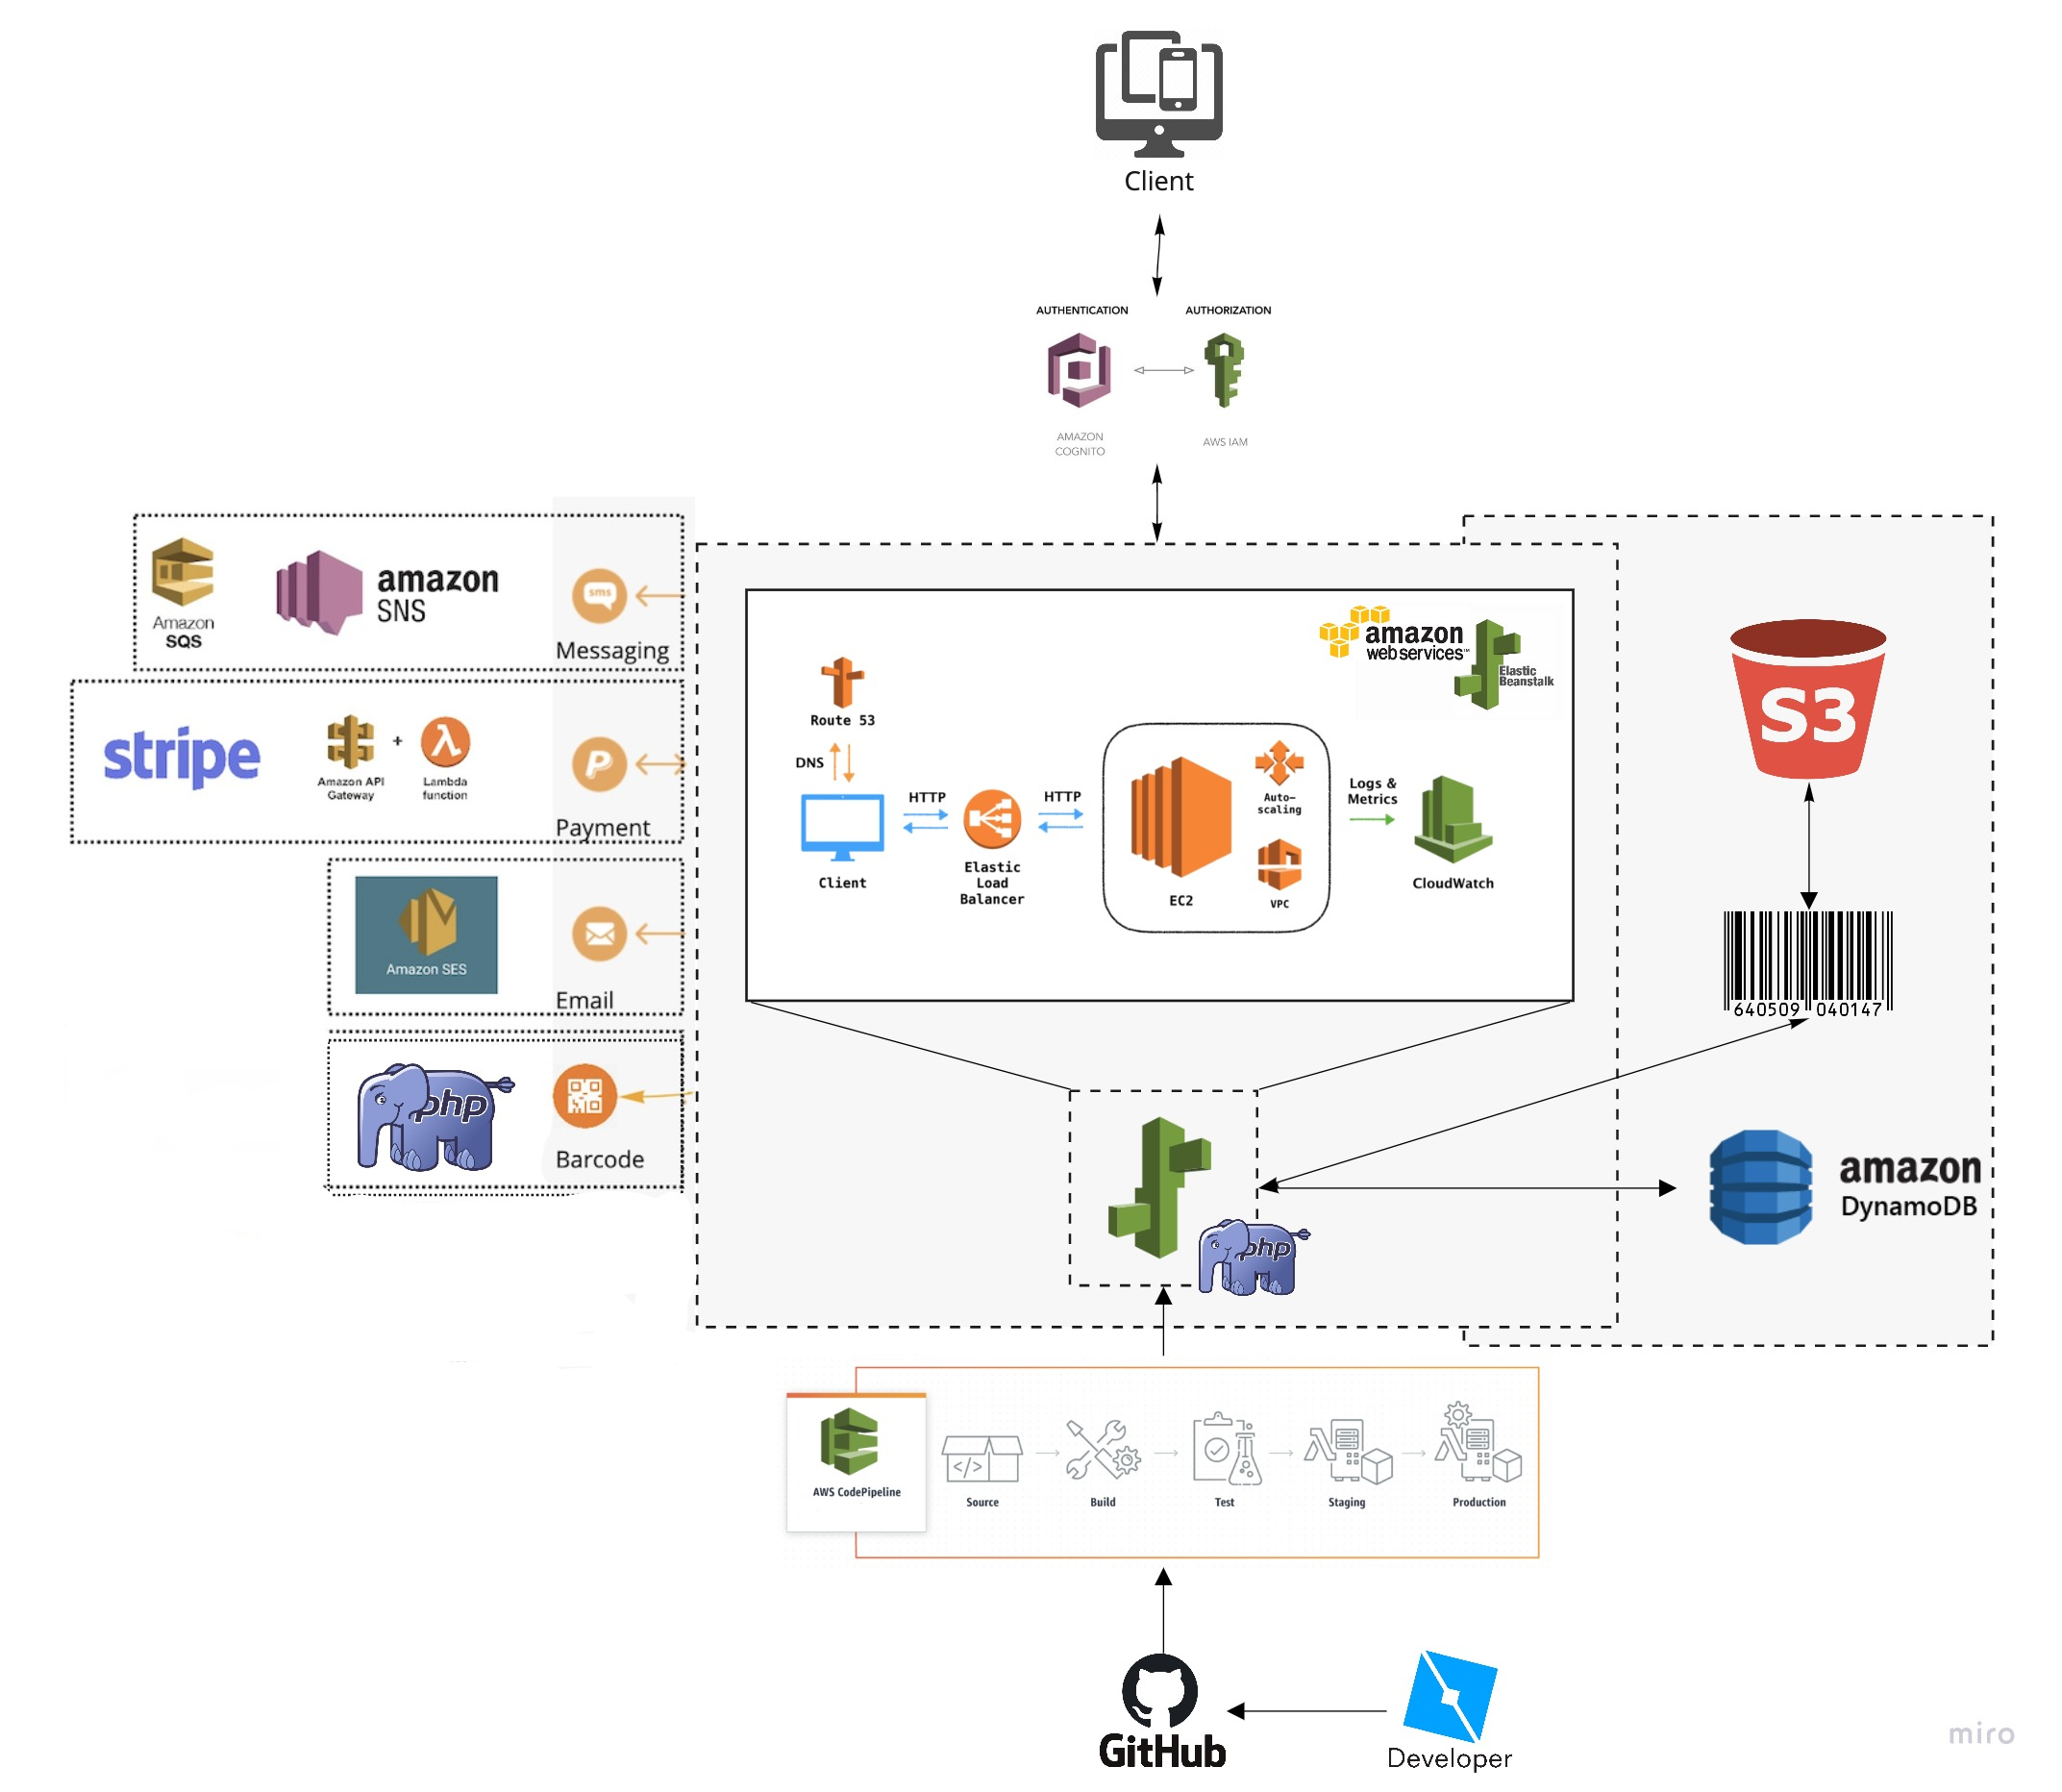 Client
AUTHENTICATION
AUTHORIZATION
AMAZON
COGNITO
AWS IAM
Amazon
SQS
amazon
SNS
sms
Messaging
stripe
Amazon API
Gateway
+
Lambda
function
P
Payment
Amazon SES
Email
php
Barcode
amazon
webservices™
Elastic
Beanstalk
Route 53
DNS
Client
HTTP
Elastic
Load
Balancer
HTTP
EC2
Auto-
scaling
VPC
Logs &
Metrics
CloudWatch
S3
640509 040147
amazon
DynamoDB
php
AWS CodePipeline
</>
Source
Build
Test
Staging
Production
GitHub
Developer
miro